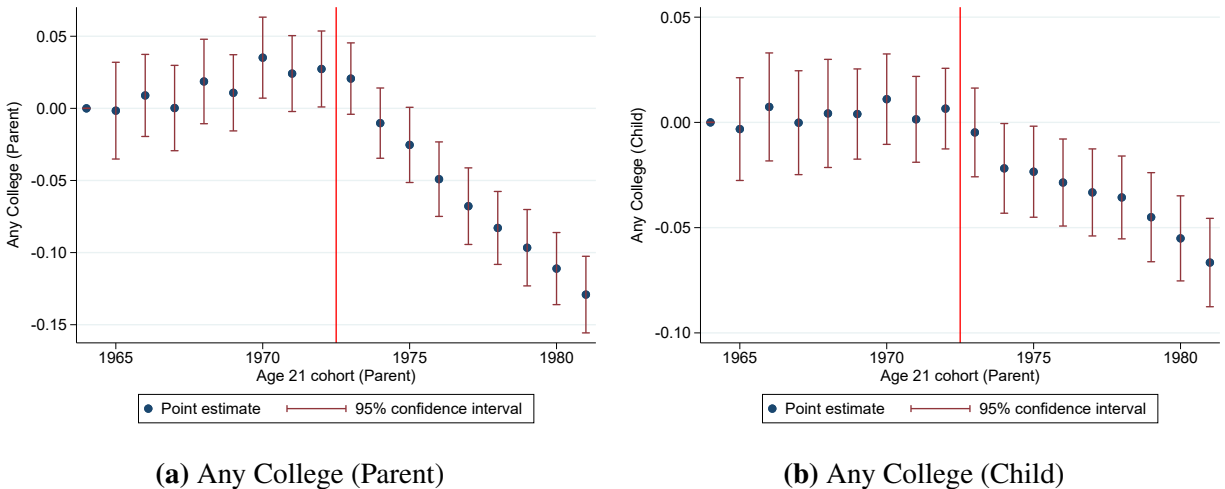 0.05
0.00
-0.05
-0.10
-0.15
Any College (Parent)
1965
1970
1975
1980
Age 21 cohort (Parent)
Point estimate
95% confidence interval
(a) Any College (Parent)
0.05
0.00
-0.05
-0.10
Any College (Child)
1965
1970
1975
1980
Age 21 cohort (Parent)
Point estimate
95% confidence interval
(b) Any College (Child)